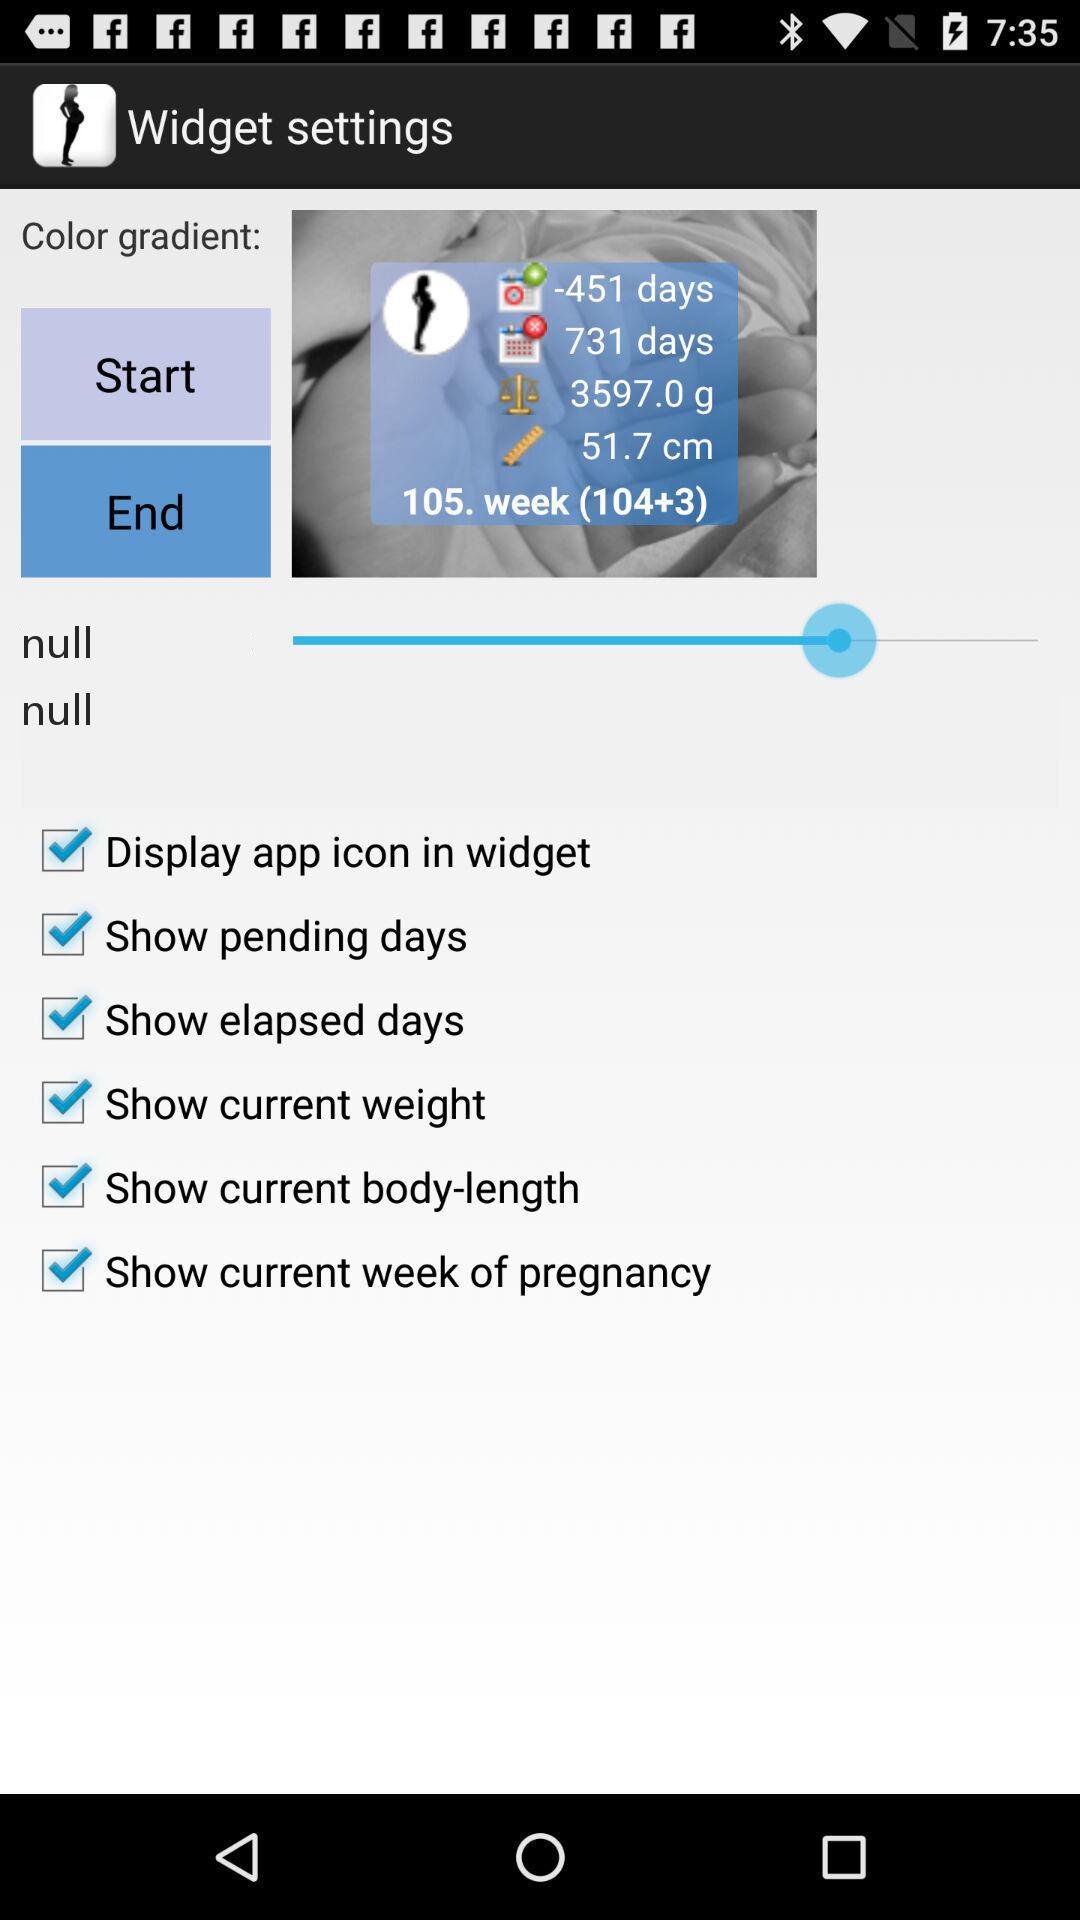 7:35
Widget settings
Color gradient:
Start
End
-451 days
731 days
3597.0 g
51.7 cm
105. week (104+3)
null
null
Display app icon in widget
Show pending days
Show elapsed days
Show current weight
Show current body-length
Show current week of pregnancy